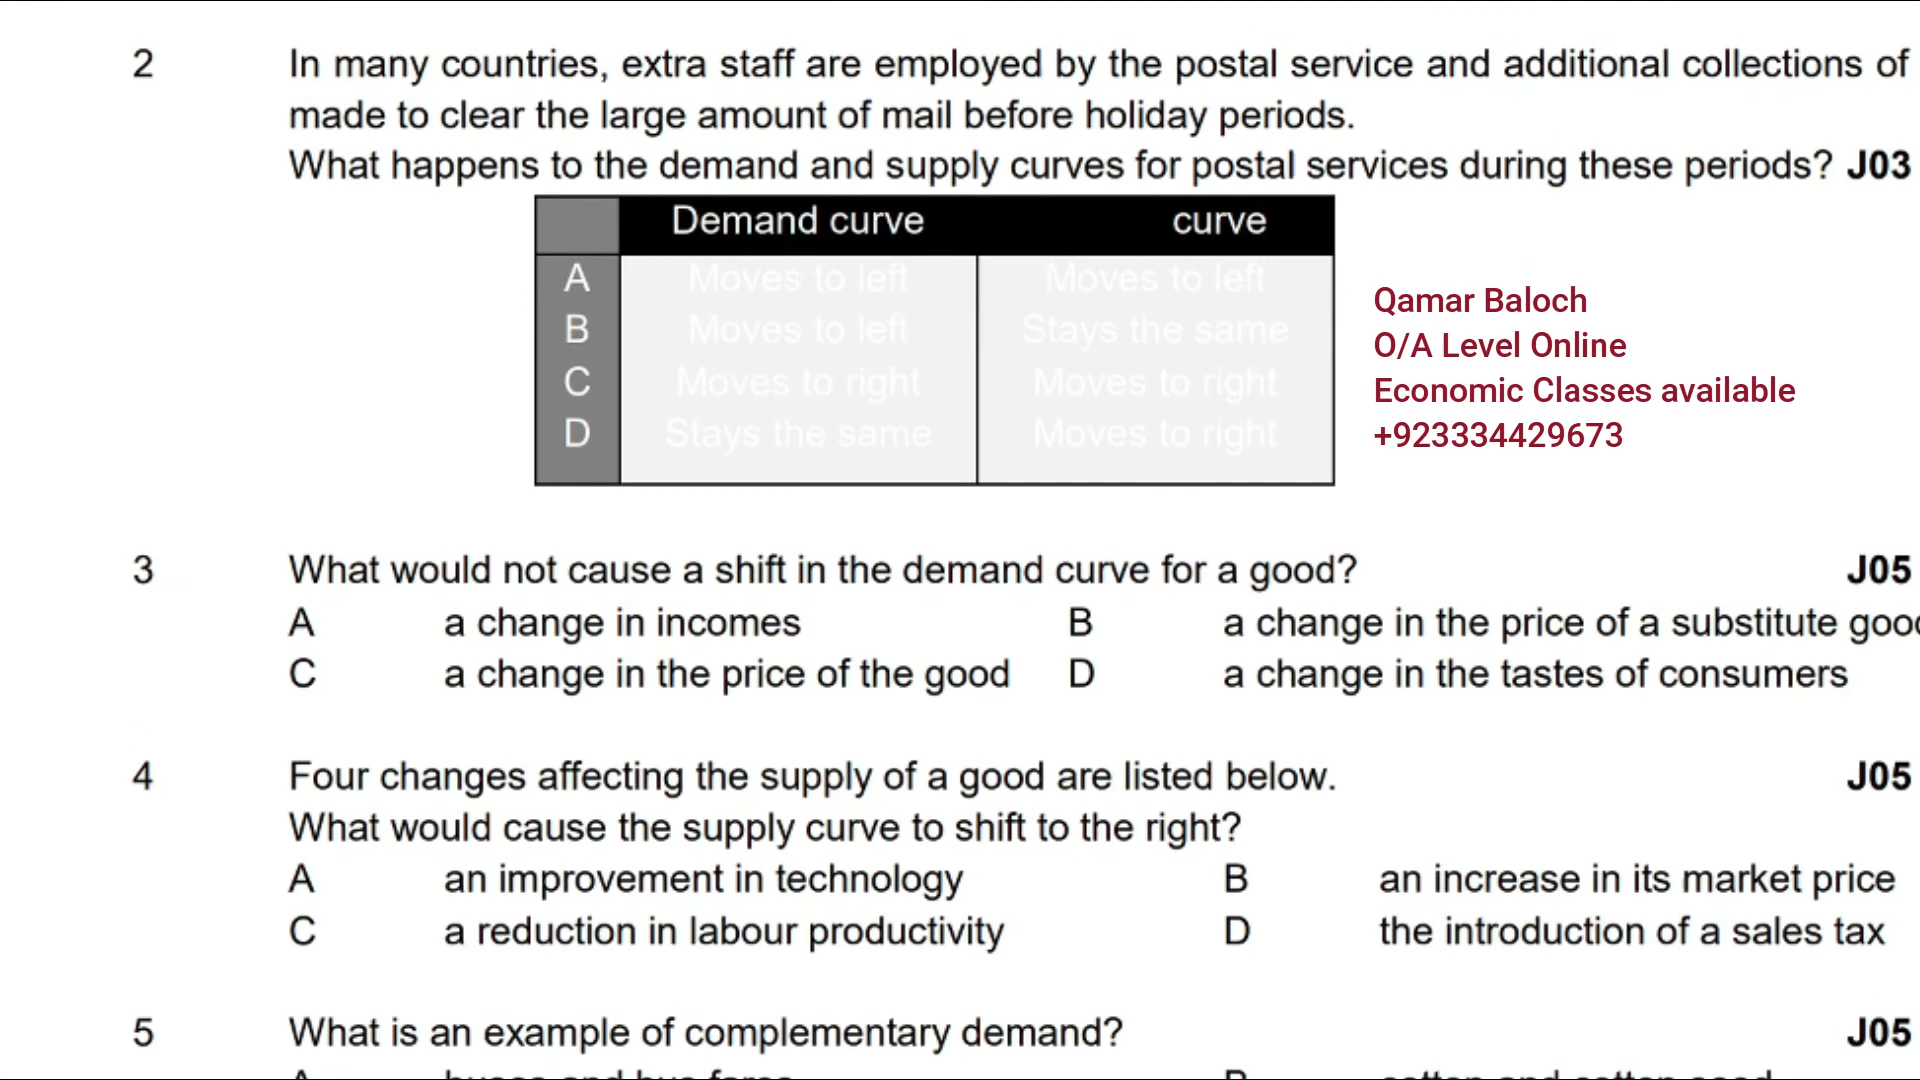 2 In many countries, extra staff are employed by the postal service and additional collections of
made to clear the large amount of mail before holiday periods.
What happens to the demand and supply curves for postal services during these periods? J03
Demand curve curve
A Moves to left Moves to left
B Moves to left Stays the same
C Moves to right Moves to right
D Stays the same Moves to right
Qamar Baloch
O/A Level Online
Economic Classes available
+923334429673
3 What would not cause a shift in the demand curve for a good? J05
A a change in incomes B a change in the price of a substitute good
C a change in the price of the good D a change in the tastes of consumers
4 Four changes affecting the supply of a good are listed below. J05
What would cause the supply curve to shift to the right?
A an improvement in technology B an increase in its market price
C a reduction in labour productivity D the introduction of a sales tax
5 What is an example of complementary demand? J05
A buses and bus fares B cotton and cotton seed